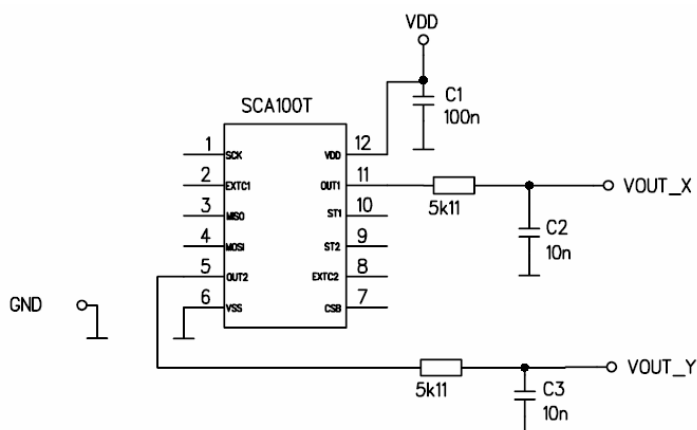 VDD
C1
100n
SCA100T
1 SCK VDD 12
2 EXTC1 OUT1 11
3 MISO ST1 10
4 MOSI ST2 9
5 OUT2 EXTC2 8
6 VSS CSB 7
5k11
VOUT_X
C2
10n
GND
5k11
VOUT_Y
C3
10n